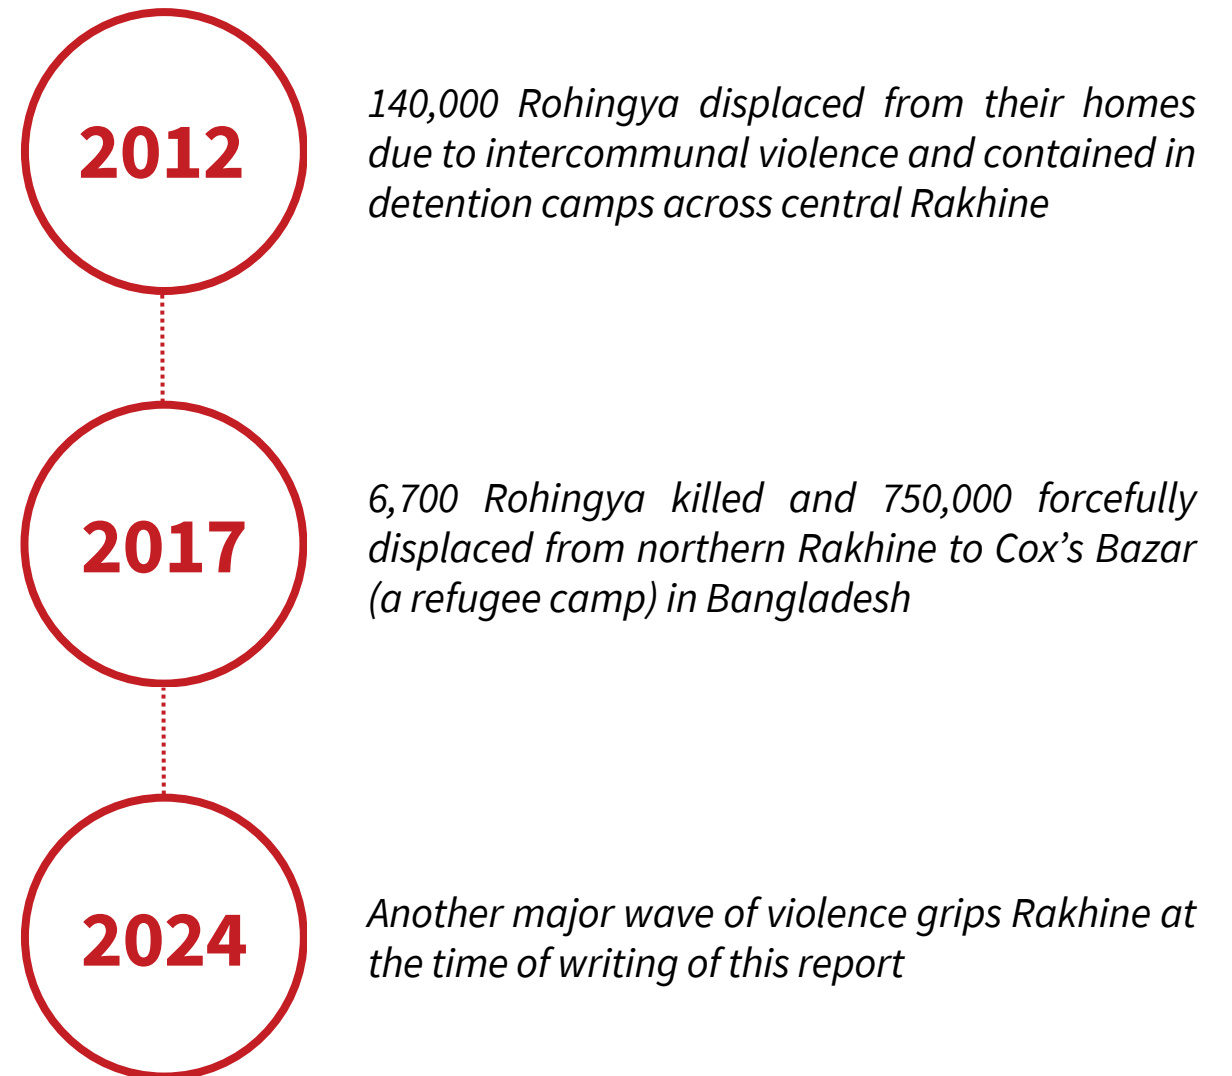 2012
140,000 Rohingya displaced from their homes
due to intercommunal violence and contained in
detention camps across central Rakhine
2017
6,700 Rohingya killed and 750,000 forcefully
displaced from northern Rakhine to Cox’s Bazar
(a refugee camp) in Bangladesh
2024
Another major wave of violence grips Rakhine at
the time of writing of this report